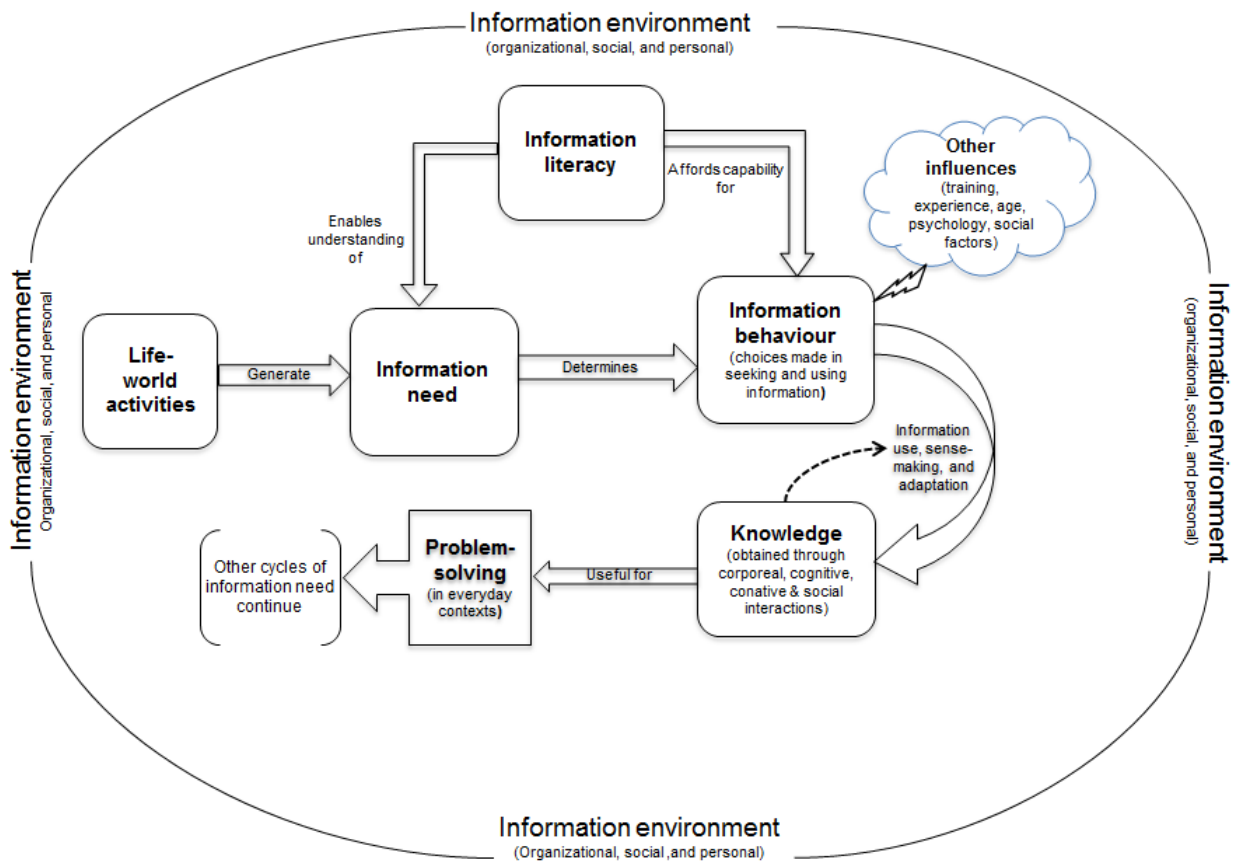 Information environment
(organizational, social, and personal)
Information environment
Organizational, social, and personal
Information
literacy
Enables
understanding
of
Affords capability
for
Other
influences
(training,
experience, age,
psychology, social
factors)
Life-
world
activities
Generate
Information
need
Determines
Information
behaviour
(choices made in
seeking and using
information)
Information
use, sense-
making, and
adaptation
Knowledge
(obtained through
corporeal, cognitive,
conative & social
interactions)
Useful for
Problem-
solving
(in everyday
contexts)
Other cycles of
information need
continue
Information environment
(organizational, social, and personal)
Information environment
(Organizational, social ,and personal)